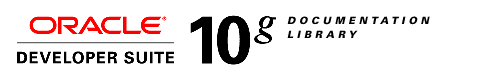 ORACLE®
DEVELOPER SUITE
10g
DOCUMENTATION
LIBRARY